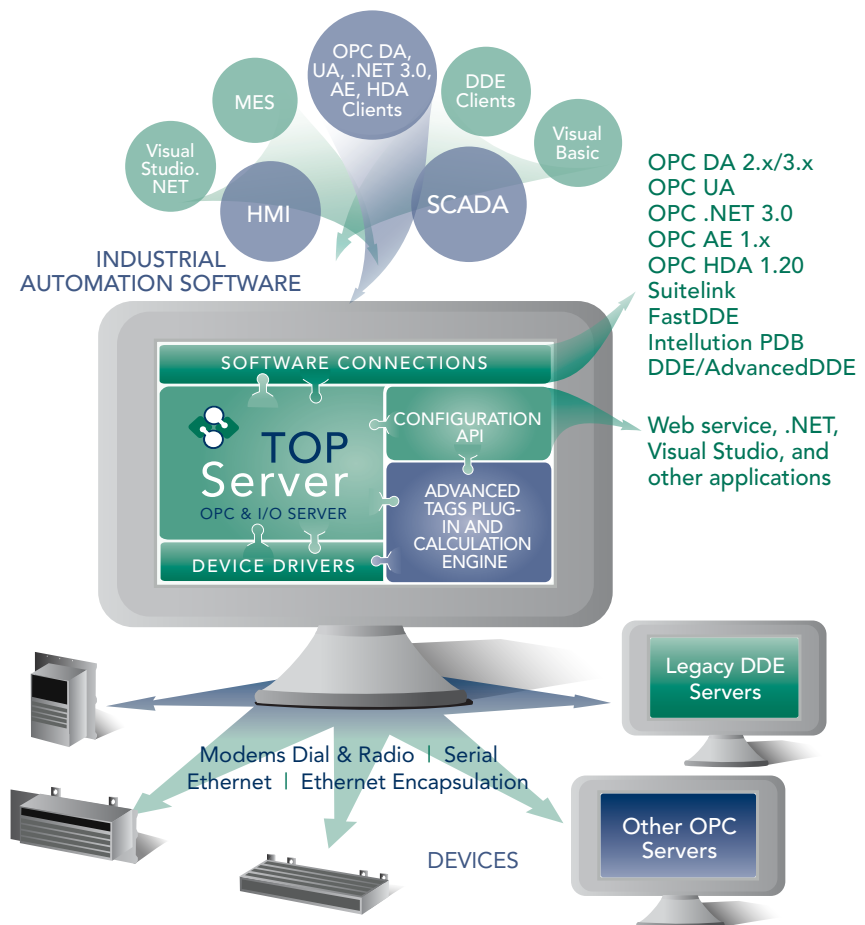 OPC DA,
UA, .NET 3.0,
AE, HDA
Clients
MES
DDE
Clients
Visual
Studio.
NET
Visual
Basic
HMI
SCADA
INDUSTRIAL
AUTOMATION SOFTWARE
OPC DA 2.x/3.x
OPC UA
OPC .NET 3.0
OPC AE 1.x
OPC HDA 1.20
Suitelink
FastDDE
Intellution PDB
DDE/AdvancedDDE
SOFTWARE CONNECTIONS
TOP
Server
OPC & I/O SERVER
CONFIGURATION
API
Web service, .NET,
Visual Studio, and
other applications
ADVANCED
TAGS PLUG-
IN AND
CALCULATION
ENGINE
DEVICE DRIVERS
Legacy DDE
Servers
Modems Dial & Radio | Serial
Ethernet | Ethernet Encapsulation
Other OPC
Servers
DEVICES